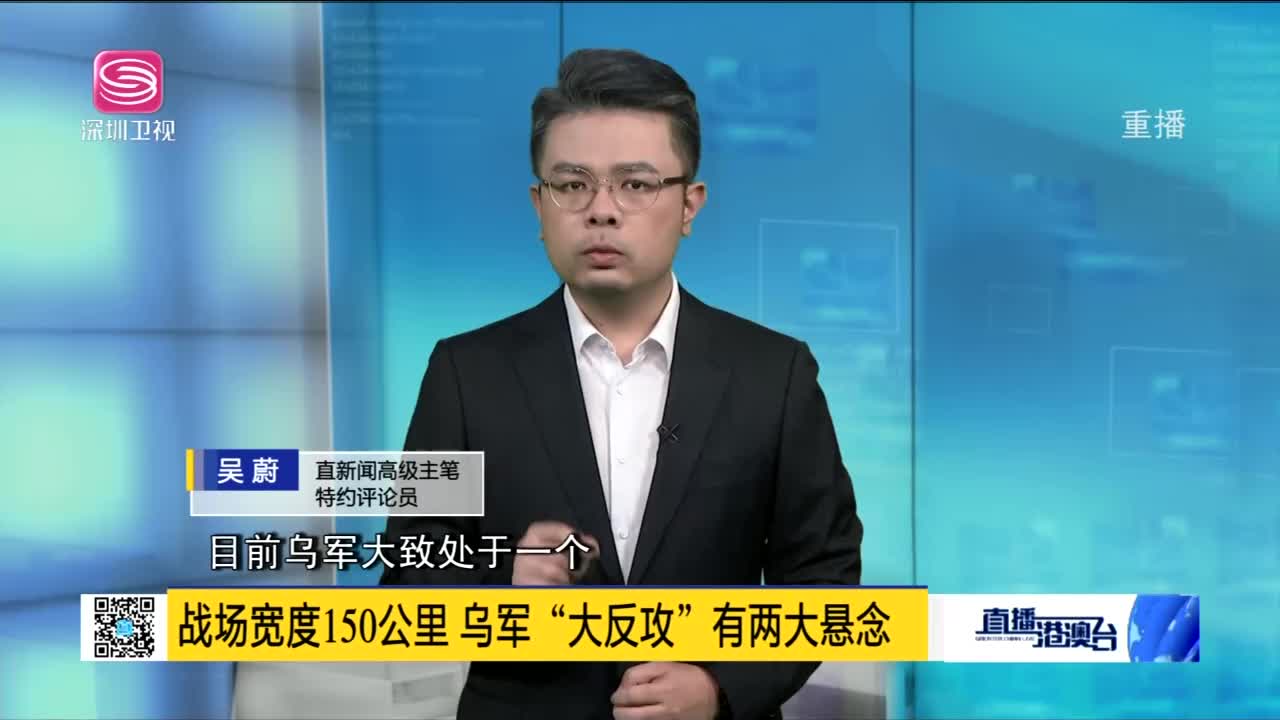 深圳卫视
重播
吴蔚
直新闻高级主笔
特约评论员
目前乌军大致处于一个
战场宽度150公里 乌军“大反攻”有两大悬念
直播
港澳台